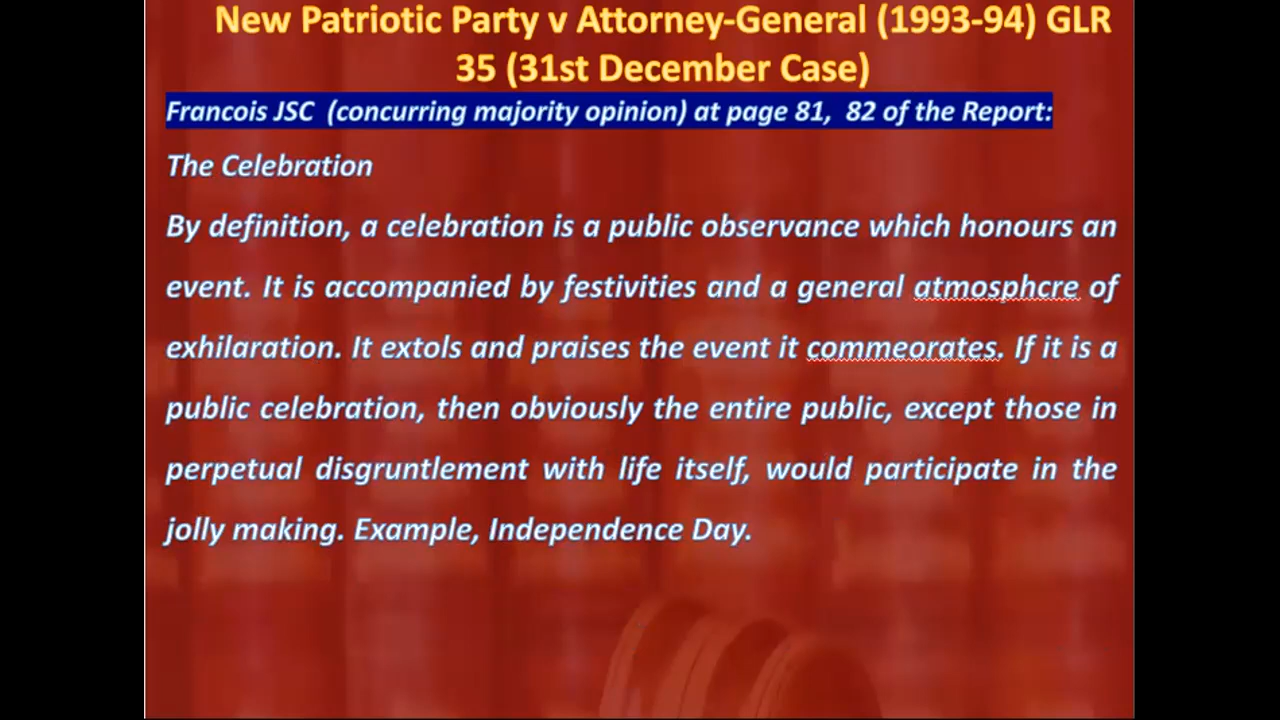 New Patriotic Party v Attorney-General (1993-94) GLR
35 (31st December Case)
Francois JSC (concurring majority opinion) at page 81, 82 of the Report:
The Celebration
By definition, a celebration is a public observance which honours an
event. It is accompanied by festivities and a general atmosphcre of
exhilaration. It extols and praises the event it commeorates. If it is a
public celebration, then obviously the entire public, except those in
perpetual disgruntlement with life itself, would participate in the
jolly making. Example, Independence Day.